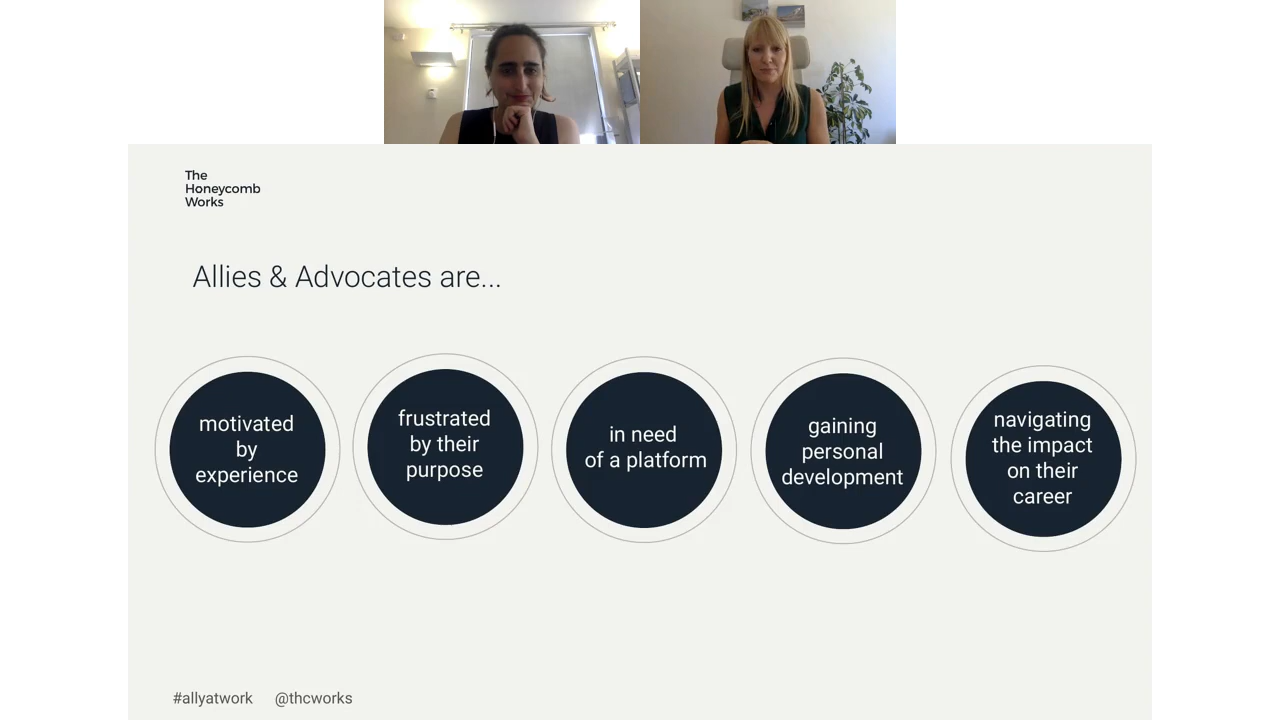 The
Honeycomb
Works
Allies & Advocates are...
motivated
by
experience
frustrated
by their
purpose
in need
of a platform
gaining
personal
development
navigating
the impact
on their
career
#allyatwork @thcworks